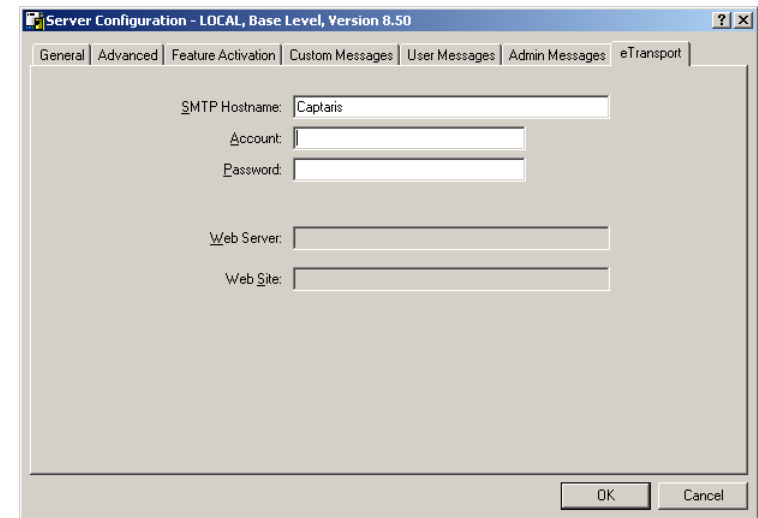 Server Configuration - LOCAL, Base Level, Version 8.50
General Advanced Feature Activation Custom Messages User Messages Admin Messages eTransport
SMTP Hostname: Captaris
Account:
Password:
Web Server:
Web Site:
OK Cancel